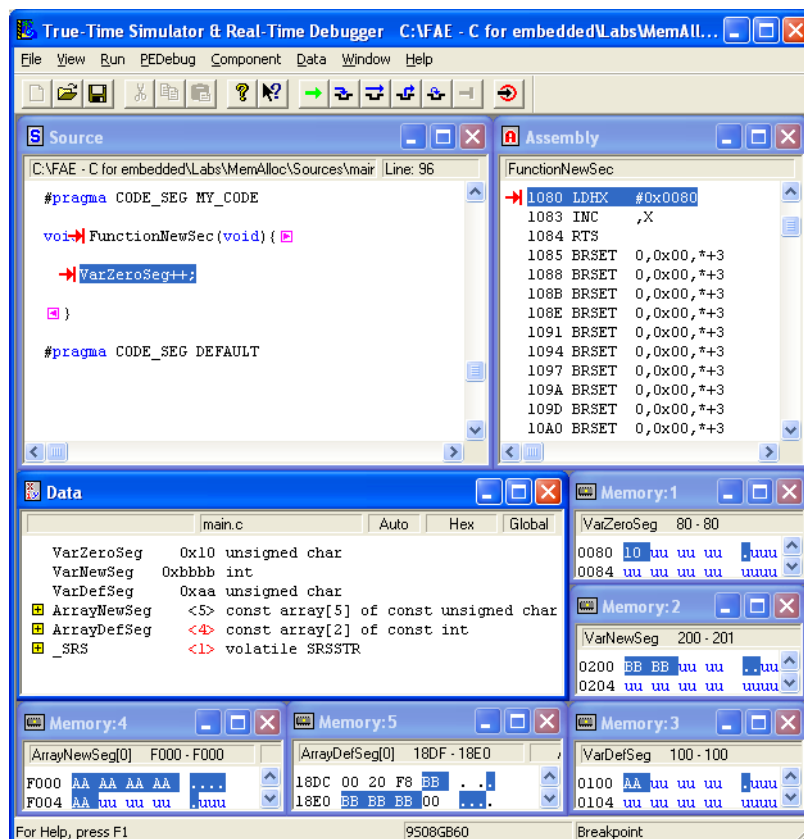 True-Time Simulator & Real-Time Debugger C:\FAE - C for embedded\Labs\MemAll...
File View Run PEDebug Component Data Window Help
Source
C:\FAE - C for embedded\Labs\MemAlloc\Sources\mair Line: 96
#pragma CODE_SEG MY_CODE
void FunctionNewSec(void){
VarZeroSeg++;
}
#pragma CODE_SEG DEFAULT
Assembly
FunctionNewSec
1080 LDHX #0x0080
1083 INC ,X
1084 RTS
1085 BRSET 0,0x00,*+3
1088 BRSET 0,0x00,*+3
108B BRSET 0,0x00,*+3
108E BRSET 0,0x00,*+3
1091 BRSET 0,0x00,*+3
1094 BRSET 0,0x00,*+3
1097 BRSET 0,0x00,*+3
109A BRSET 0,0x00,*+3
109D BRSET 0,0x00,*+3
10A0 BRSET 0,0x00,*+3
Data
main.c Auto Hex Global
VarZeroSeg 0x10 unsigned char
VarNewSeg 0xbbbb int
VarDefSeg 0xaa unsigned char
ArrayNewSeg <5> const array[5] of const unsigned char
ArrayDefSeg <4> const array[2] of const int
_SRS <1> volatile SRSSTR
Memory:1
VarZeroSeg 80 - 80
0080 10 uu uu uu .uuu
0084 uu uu uu uu uuuu
Memory:2
VarNewSeg 200 - 201
0200 BB BB uu uu ..uu
0204 uu uu uu uu uuuu
Memory:4
ArrayNewSeg[0] F000 - F000
F000 AA AA AA AA ....
F004 AA uu uu uu .uuu
Memory:5
ArrayDefSeg[0] 18DF - 18E0
18DC 00 20 F8 BB . ..
18E0 BB BB BB 00 ....
Memory:3
VarDefSeg 100 - 100
0100 AA uu uu uu .uuu
0104 uu uu uu uu uuuu
For Help, press F1 9S08GB60 Breakpoint